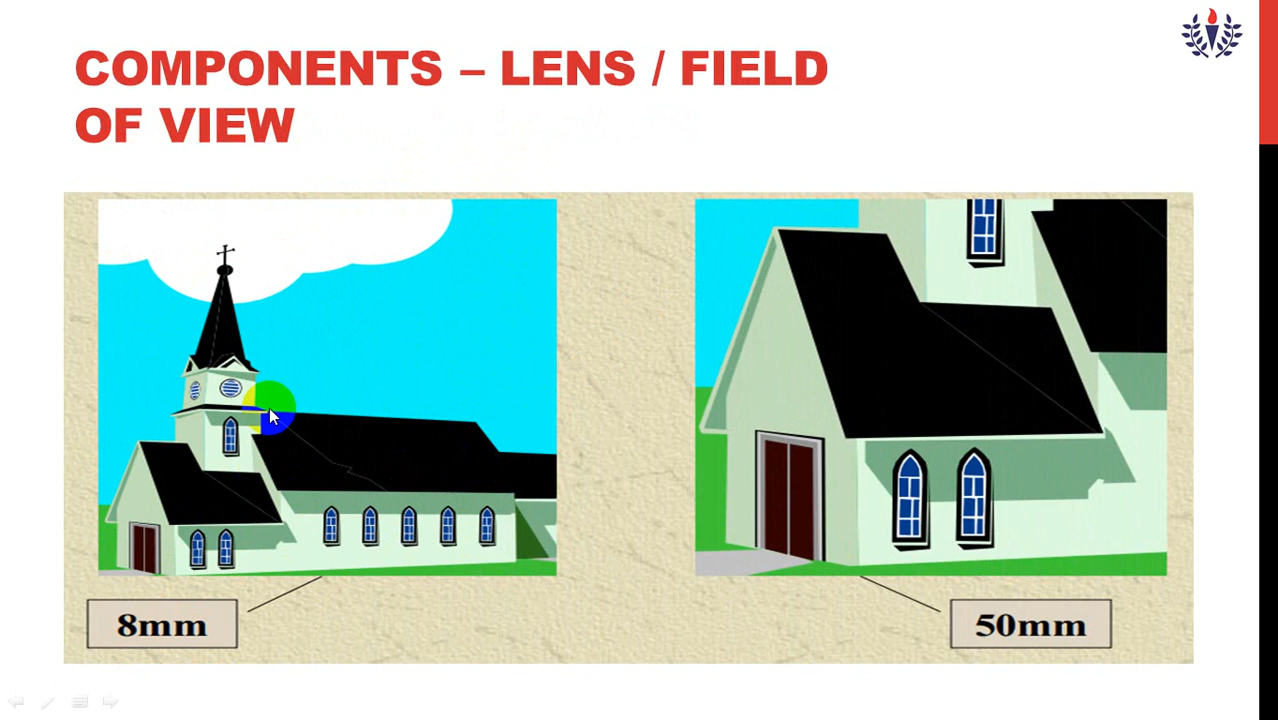 COMPONENTS – LENS / FIELD
OF VIEW
8mm
50mm